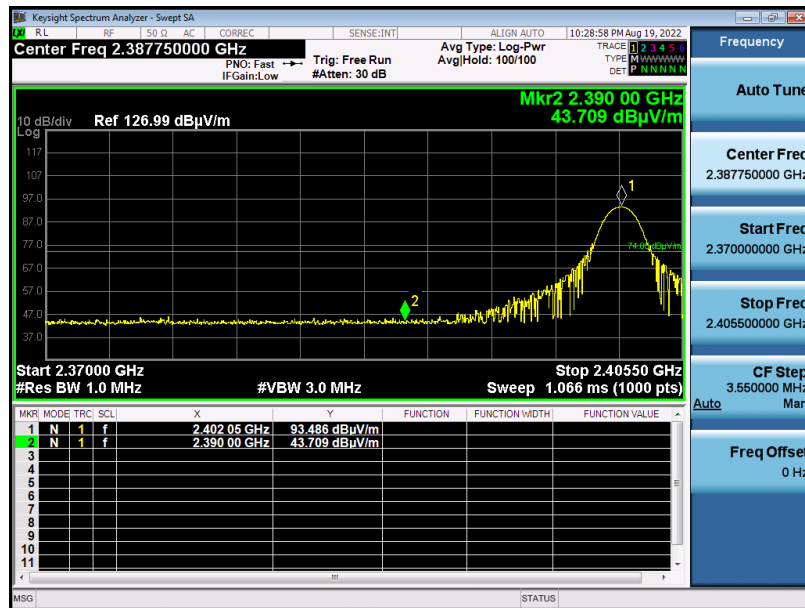 Keysight Spectrum Analyzer - Swept SA
RL RF 50 Ω AC CORREC SENSE:INT ALIGN AUTO 10:28:58 PM Aug 19, 2022
Center Freq 2.387750000 GHz
PNO: Fast
IFGain:Low
Trig: Free Run
#Atten: 30 dB
Avg Type: Log-Pwr
Avg|Hold: 100/100
TRACE 1 2 3 4 5 6
TYPE M W W W W W
DET P N N N N N
Mkr2 2.390 00 GHz
43.709 dBµV/m
10 dB/div Ref 126.99 dBµV/m
Log
117
107
97.0
87.0
77.0
67.0
57.0
47.0
37.0
1
2
74.00 dBµV/m
Start 2.37000 GHz Stop 2.40550 GHz
#Res BW 1.0 MHz #VBW 3.0 MHz Sweep 1.066 ms (1000 pts)
MKR MODE TRC SCL X Y FUNCTION FUNCTION WIDTH FUNCTION VALUE
1 N 1 f 2.402 05 GHz 93.486 dBµV/m
2 N 1 f 2.390 00 GHz 43.709 dBµV/m
3
4
5
6
7
8
9
10
11
MSG STATUS
Frequency
Auto Tune
Center Freq
2.387750000 GHz
Start Freq
2.370000000 GHz
Stop Freq
2.405500000 GHz
CF Step
3.550000 MHz
Auto Man
Freq Offset
0 Hz